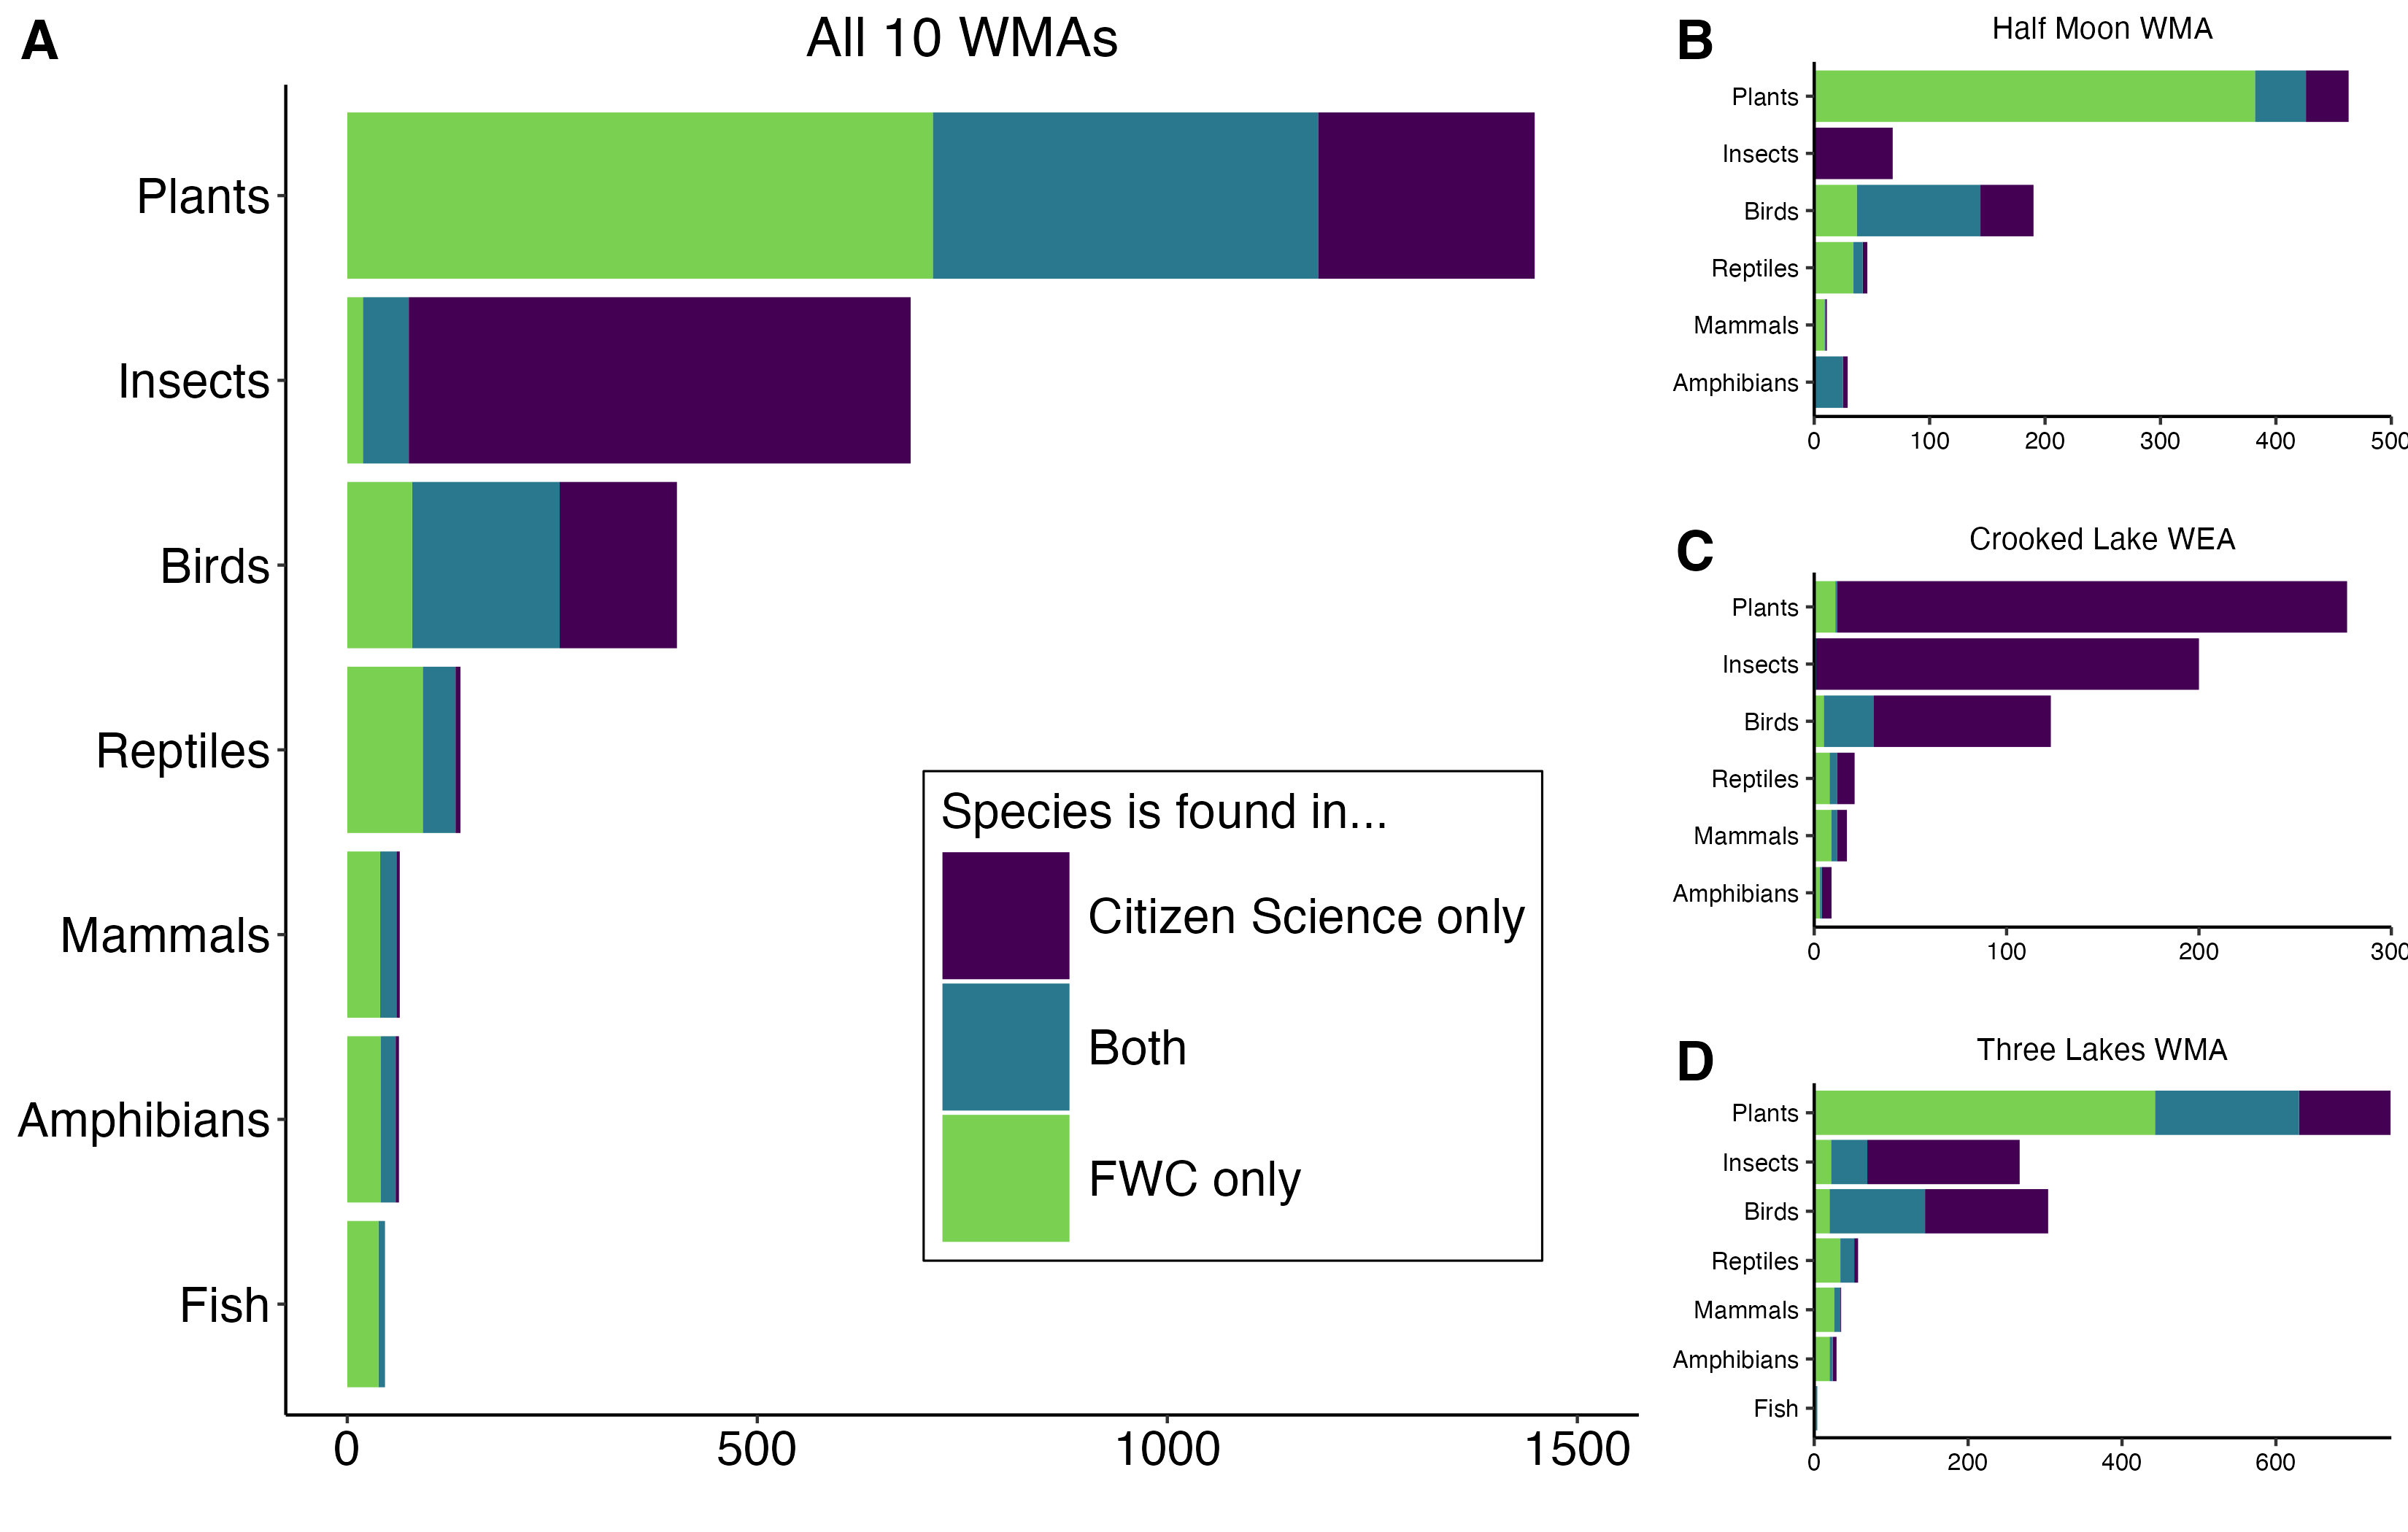 A
All 10 WMAs
Plants
Insects
Birds
Reptiles
Mammals
Amphibians
Fish
0 500 1000 1500
Species is found in...
Citizen Science only
Both
FWC only
B
Half Moon WMA
Plants
Insects
Birds
Reptiles
Mammals
Amphibians
0 100 200 300 400 500
C
Crooked Lake WEA
Plants
Insects
Birds
Reptiles
Mammals
Amphibians
0 100 200 300
D
Three Lakes WMA
Plants
Insects
Birds
Reptiles
Mammals
Amphibians
Fish
0 200 400 600